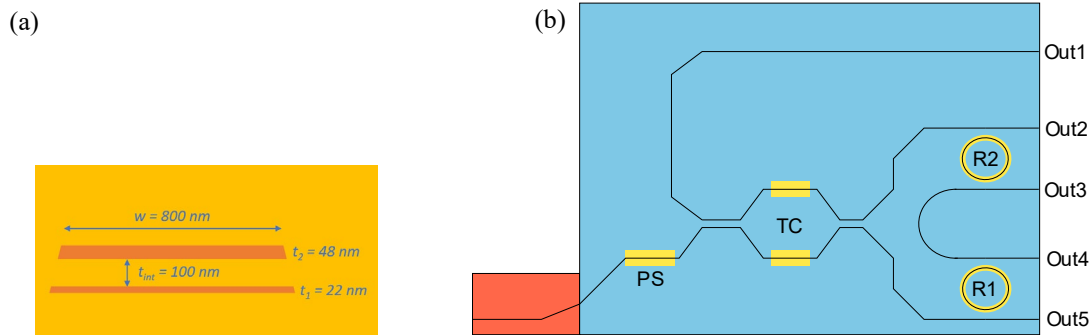 (a)
w = 800 nm
t₂ = 48 nm
t_int = 100 nm
t₁ = 22 nm
(b)
Out1
Out2
R2
Out3
TC
Out4
PS
R1
Out5